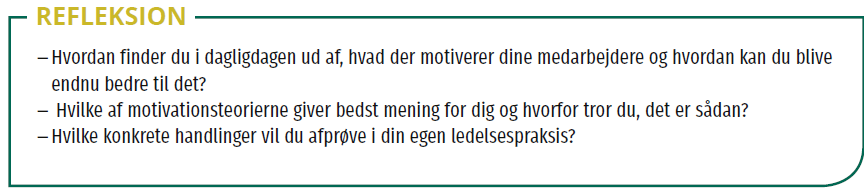 REFLEKSION
– Hvordan finder du i dagligdagen ud af, hvad der motiverer dine medarbejdere og hvordan kan du blive
endnu bedre til det?
– Hvilke af motivationsteorierne giver bedst mening for dig og hvorfor tror du, det er sådan?
– Hvilke konkrete handlinger vil du afprøve i din egen ledelsespraksis?